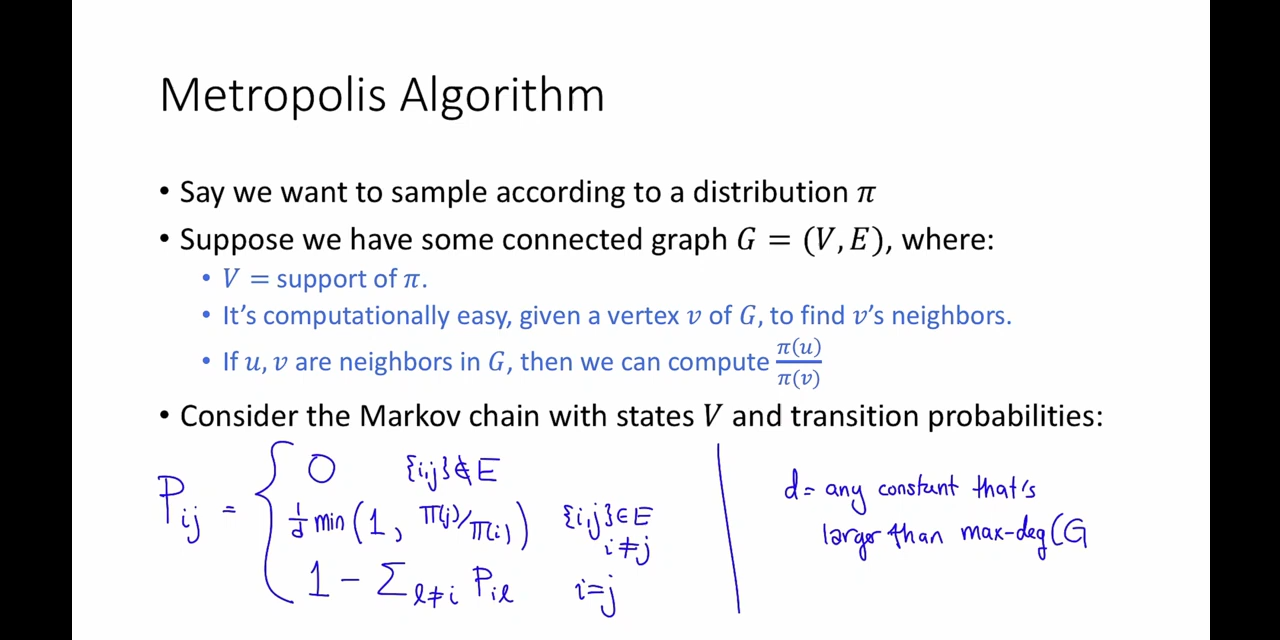 Metropolis Algorithm
• Say we want to sample according to a distribution π
• Suppose we have some connected graph G = (V, E), where:
• V = support of π.
• It's computationally easy, given a vertex v of G, to find v's neighbors.
• If u, v are neighbors in G, then we can compute π(u)/π(v)
• Consider the Markov chain with states V and transition probabilities:
P_ij = { 0 {i,j} ∉ E
1/d min(1, π(j)/π(i)) {i,j} ∈ E
i ≠ j
1 − Σ_{ℓ≠i} P_iℓ i=j
d = any constant that's
larger than max-deg(G